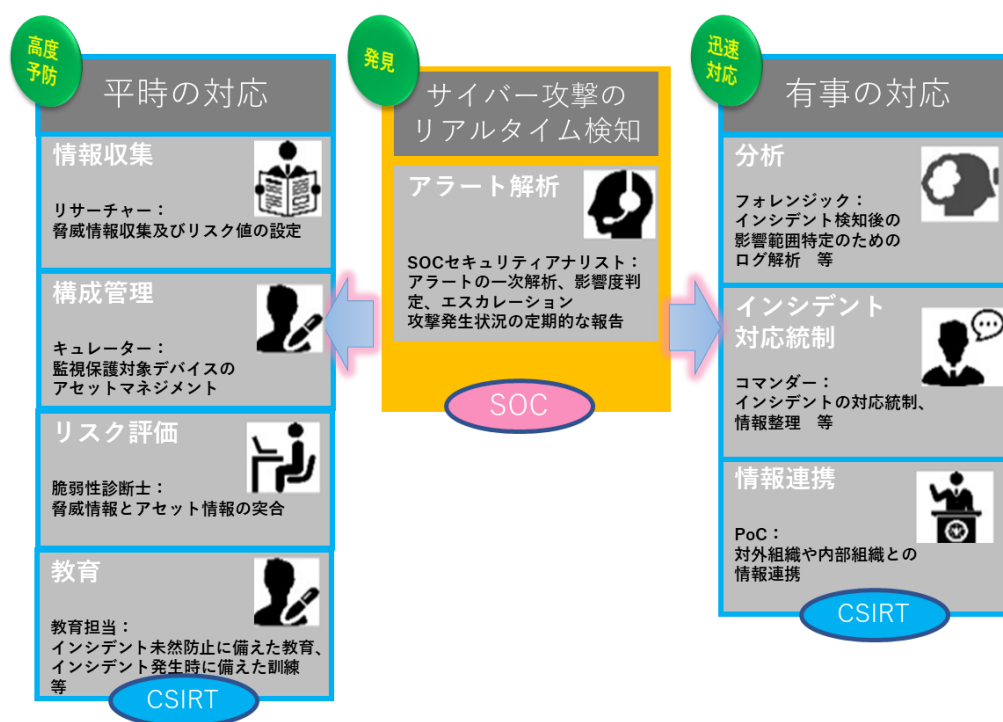 高度
予防
平時の対応
情報収集
リサーチャー：
脅威情報収集及びリスク値の設定
構成管理
キュレーター：
監視保護対象デバイスの
アセットマネジメント
リスク評価
脆弱性診断士：
脅威情報とアセット情報の突合
教育
教育担当：
インシデント未然防止に備えた教育、
インシデント発生時に備えた訓練
等
CSIRT
発見
サイバー攻撃の
リアルタイム検知
アラート解析
SOCセキュリティアナリスト：
アラートの一次解析、影響度判
定、エスカレーション
攻撃発生状況の定期的な報告
SOC
迅速
対応
有事の対応
分析
フォレンジック：
インシデント検知後の
影響範囲特定のための
ログ解析　等
インシデント
対応統制
コマンダー：
インシデントの対応統制、
情報整理　等
情報連携
PoC：
対外組織や内部組織との
情報連携
CSIRT